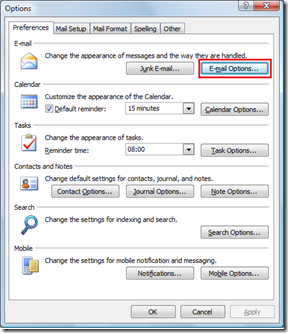 Options
Preferences Mail Setup Mail Format Spelling Other
E-mail
Change the appearance of messages and the way they are handled.
Junk E-mail... E-mail Options...
Calendar
Customize the appearance of the Calendar.
Default reminder: 15 minutes Calendar Options...
Tasks
Change the appearance of tasks.
Reminder time: 08:00 Task Options...
Contacts and Notes
Change default settings for contacts, journal, and notes.
Contact Options... Journal Options... Note Options...
Search
Change the settings for indexing and search.
Search Options...
Mobile
Change the settings for mobile notification and messaging.
Notifications... Mobile Options...
OK Cancel Apply